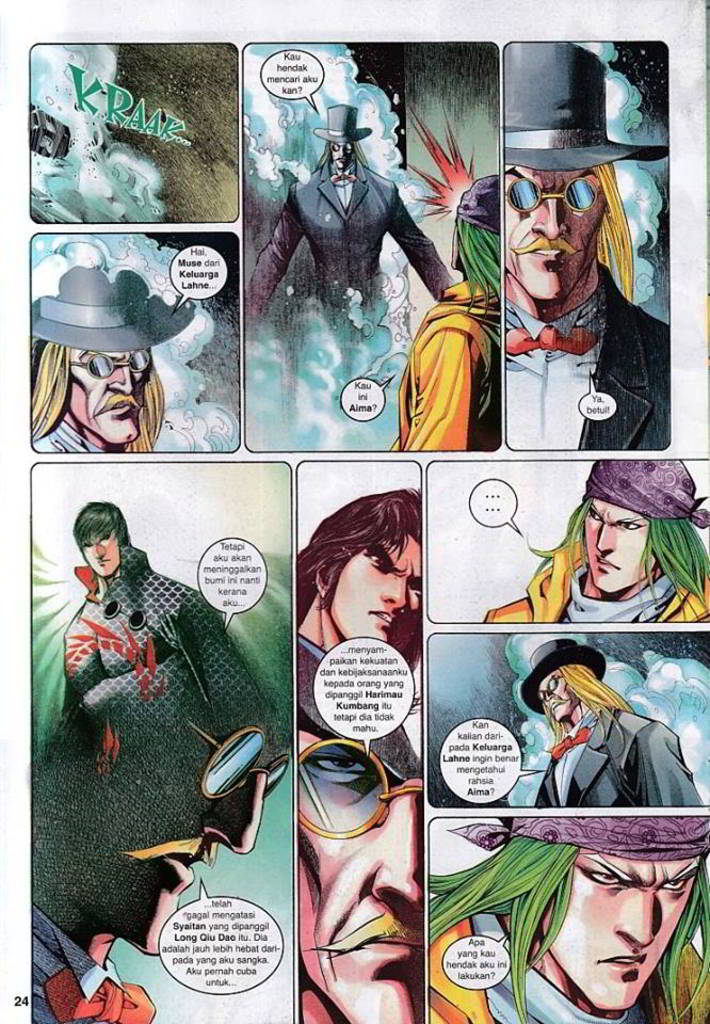 KRAAK...
Hai,
Muse dari
Keluarga
Lahne...
Kau
hendak
mencari aku
kan?
Kau
ini
Aima?
Ya,
betul!
Tetapi
aku akan
meninggalkan
bumi ini nanti
kerana
aku...
...telah
gagal mengatasi
Syaitan yang dipanggil
Long Qiu Dao itu. Dia
adalah jauh lebih hebat dari-
pada yang aku sangka.
Aku pernah cuba
untuk...
...menyam-
paikan kekuatan
dan kebijaksanaanku
kepada orang yang
dipanggil Harimau
Kumbang itu
tetapi dia tidak
mahu.
...
...
Kan
kalian dari-
pada Keluarga
Lahne ingin benar
mengetahui
rahsia
Aima?
Apa
yang kau
hendak aku ini
lakukan?
24